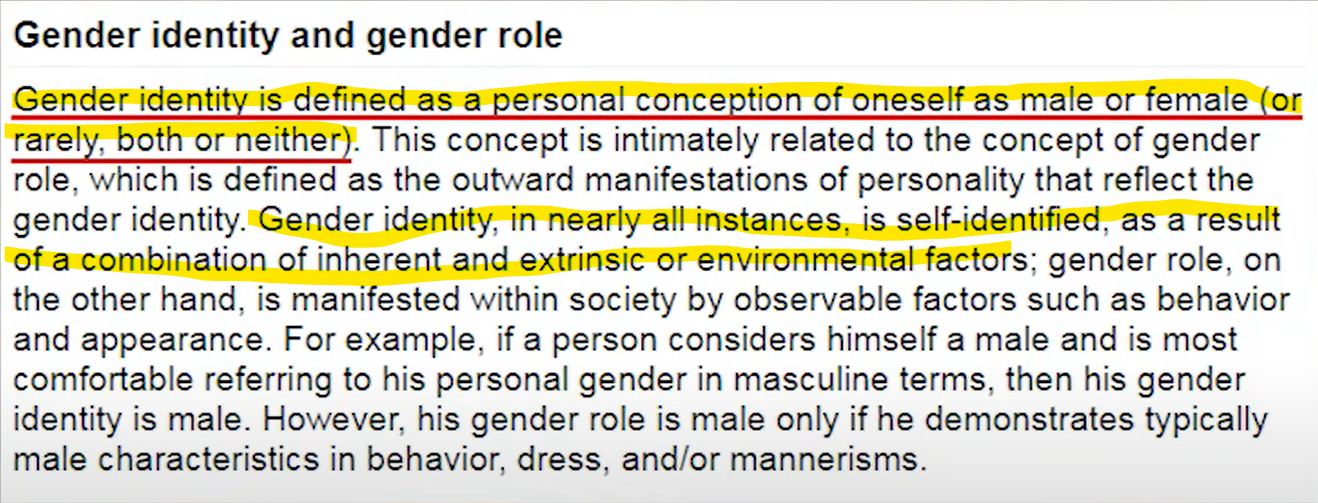 Gender identity and gender role
Gender identity is defined as a personal conception of oneself as male or female (or
rarely, both or neither). This concept is intimately related to the concept of gender
role, which is defined as the outward manifestations of personality that reflect the
gender identity. Gender identity, in nearly all instances, is self-identified, as a result
of a combination of inherent and extrinsic or environmental factors; gender role, on
the other hand, is manifested within society by observable factors such as behavior
and appearance. For example, if a person considers himself a male and is most
comfortable referring to his personal gender in masculine terms, then his gender
identity is male. However, his gender role is male only if he demonstrates typically
male characteristics in behavior, dress, and/or mannerisms.